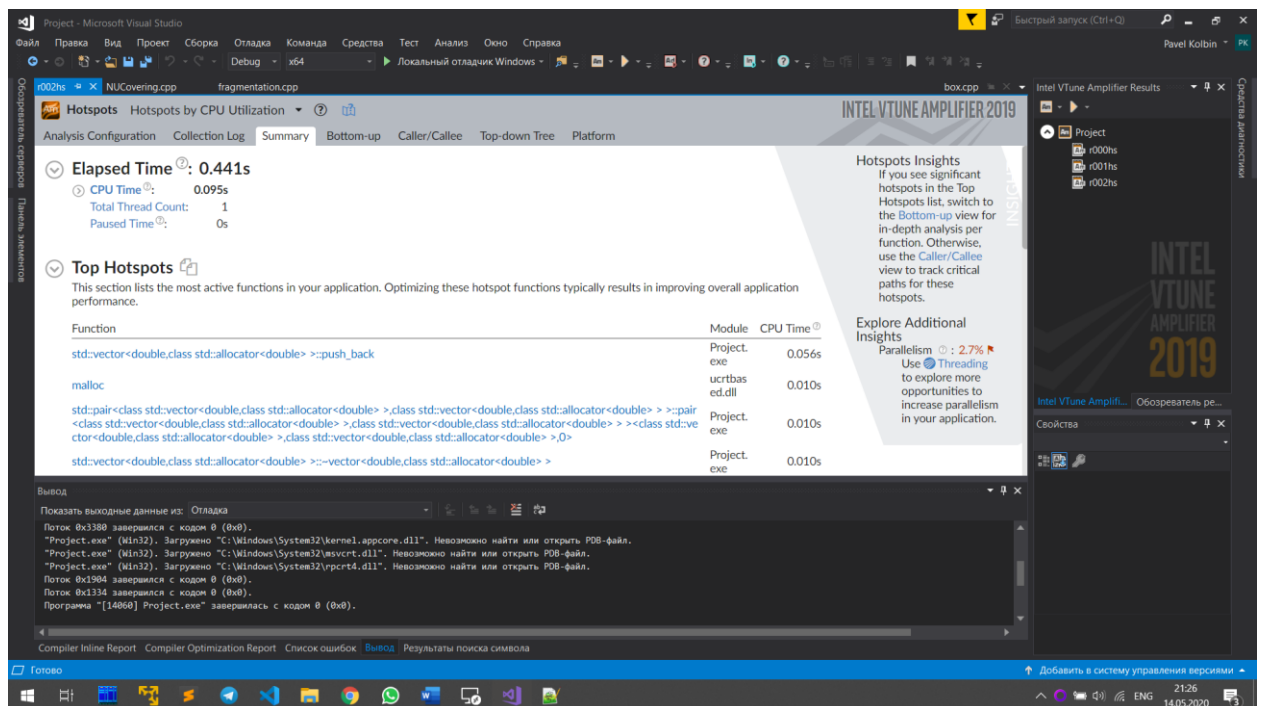 Project - Microsoft Visual Studio
Быстрый запуск (Ctrl+Q)
Файл Правка Вид Проект Сборка Отладка Команда Средства Тест Анализ Окно Справка
Pavel Kolbin PK
Debug x64 Локальный отладчик Windows
r002hs NUCovering.cpp fragmentation.cpp box.cpp
Обозреватель серверов
Панель элементов
Hotspots Hotspots by CPU Utilization
INTEL VTUNE AMPLIFIER 2019
Analysis Configuration Collection Log Summary Bottom-up Caller/Callee Top-down Tree Platform
Elapsed Time: 0.441s
CPU Time: 0.095s
Total Thread Count: 1
Paused Time: 0s
Top Hotspots
This section lists the most active functions in your application. Optimizing these hotspot functions typically results in improving overall application
performance.
Function Module CPU Time
std::vector<double,class std::allocator<double> >::push_back Project.
exe 0.056s
malloc ucrtbas
ed.dll 0.010s
std::pair<class std::vector<double,class std::allocator<double> >,class std::vector<double,class std::allocator<double> > >::pair
<class std::vector<double,class std::allocator<double> >,class std::vector<double,class std::allocator<double> > ><class std::ve
ctor<double,class std::allocator<double> >,class std::vector<double,class std::allocator<double> >,0>
Project.
exe 0.010s
std::vector<double,class std::allocator<double> >::~vector<double,class std::allocator<double> >
Project.
exe 0.010s
Hotspots Insights
If you see significant
hotspots in the Top
Hotspots list, switch to
the Bottom-up view for
in-depth analysis per
function. Otherwise,
use the Caller/Callee
view to track critical
paths for these
hotspots.
Explore Additional
Insights
Parallelism : 2.7%
Use Threading
to explore more
opportunities to
increase parallelism
in your application.
INSIGH
Intel VTune Amplifier Results
Project
r000hs
r001hs
r002hs
INTEL
VTUNE
AMPLIFIER
2019
Intel VTune Amplifi... Обозреватель ре...
Свойства
Средства диагностики
Вывод
Показать выходные данные из: Отладка
Поток 0x3380 завершился с кодом 0 (0x0).
"Project.exe" (Win32). Загружено "C:\Windows\System32\kernel.appcore.dll". Невозможно найти или открыть PDB-файл.
"Project.exe" (Win32). Загружено "C:\Windows\System32\msvcrt.dll". Невозможно найти или открыть PDB-файл.
"Project.exe" (Win32). Загружено "C:\Windows\System32\rpcrt4.dll". Невозможно найти или открыть PDB-файл.
Поток 0x1904 завершился с кодом 0 (0x0).
Поток 0x1334 завершился с кодом 0 (0x0).
Программа "[14060] Project.exe" завершилась с кодом 0 (0x0).
Compiler Inline Report Compiler Optimization Report Список ошибок Вывод Результаты поиска символа
Готово
Добавить в систему управления версиями
ENG
21:26
14.05.2020
3